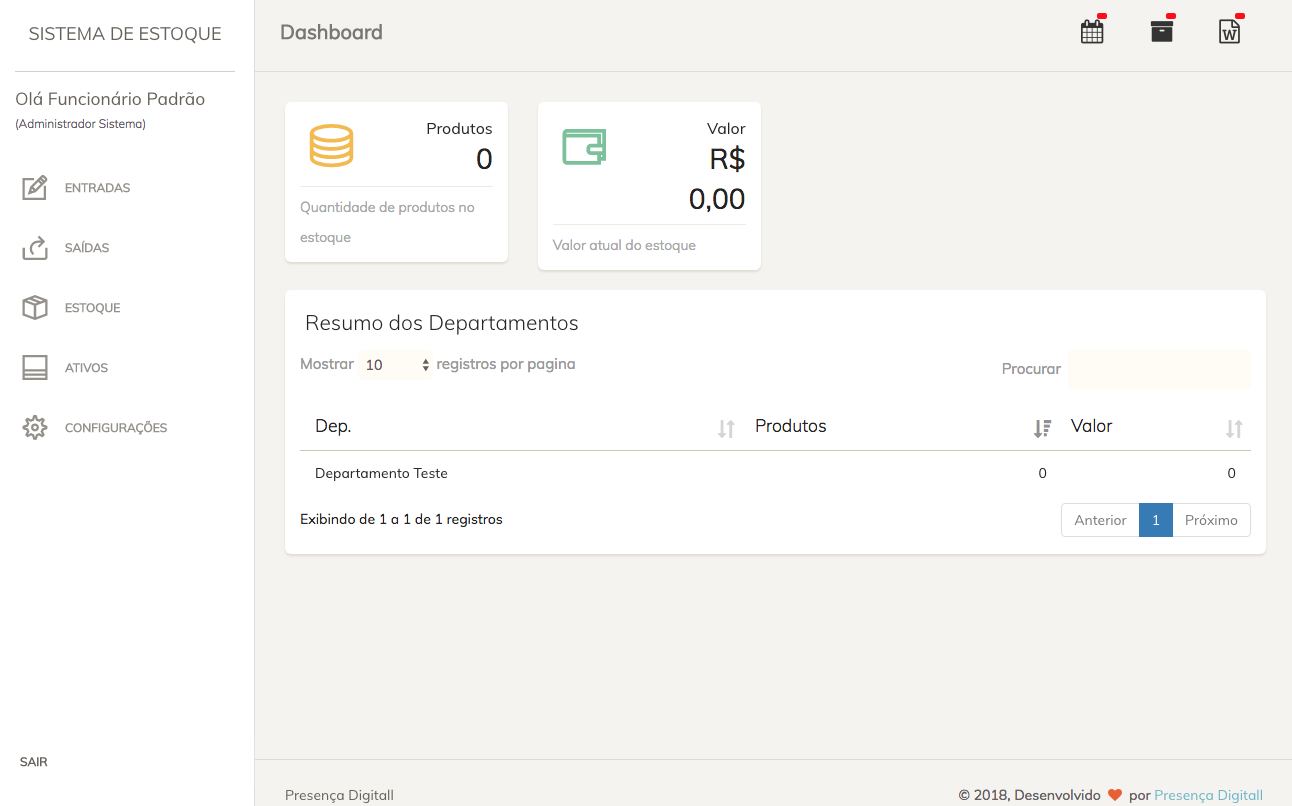 SISTEMA DE ESTOQUE
Dashboard
Olá Funcionário Padrão
(Administrador Sistema)
ENTRADAS
SAÍDAS
ESTOQUE
ATIVOS
CONFIGURAÇÕES
SAIR
Produtos
0
Quantidade de produtos no
estoque
Valor
R$
0,00
Valor atual do estoque
Resumo dos Departamentos
Mostrar 10 registros por pagina
Procurar
Dep. Produtos Valor
Departamento Teste 0 0
Exibindo de 1 a 1 de 1 registros
Anterior 1 Próximo
Presença Digitall
© 2018, Desenvolvido por Presença Digitall